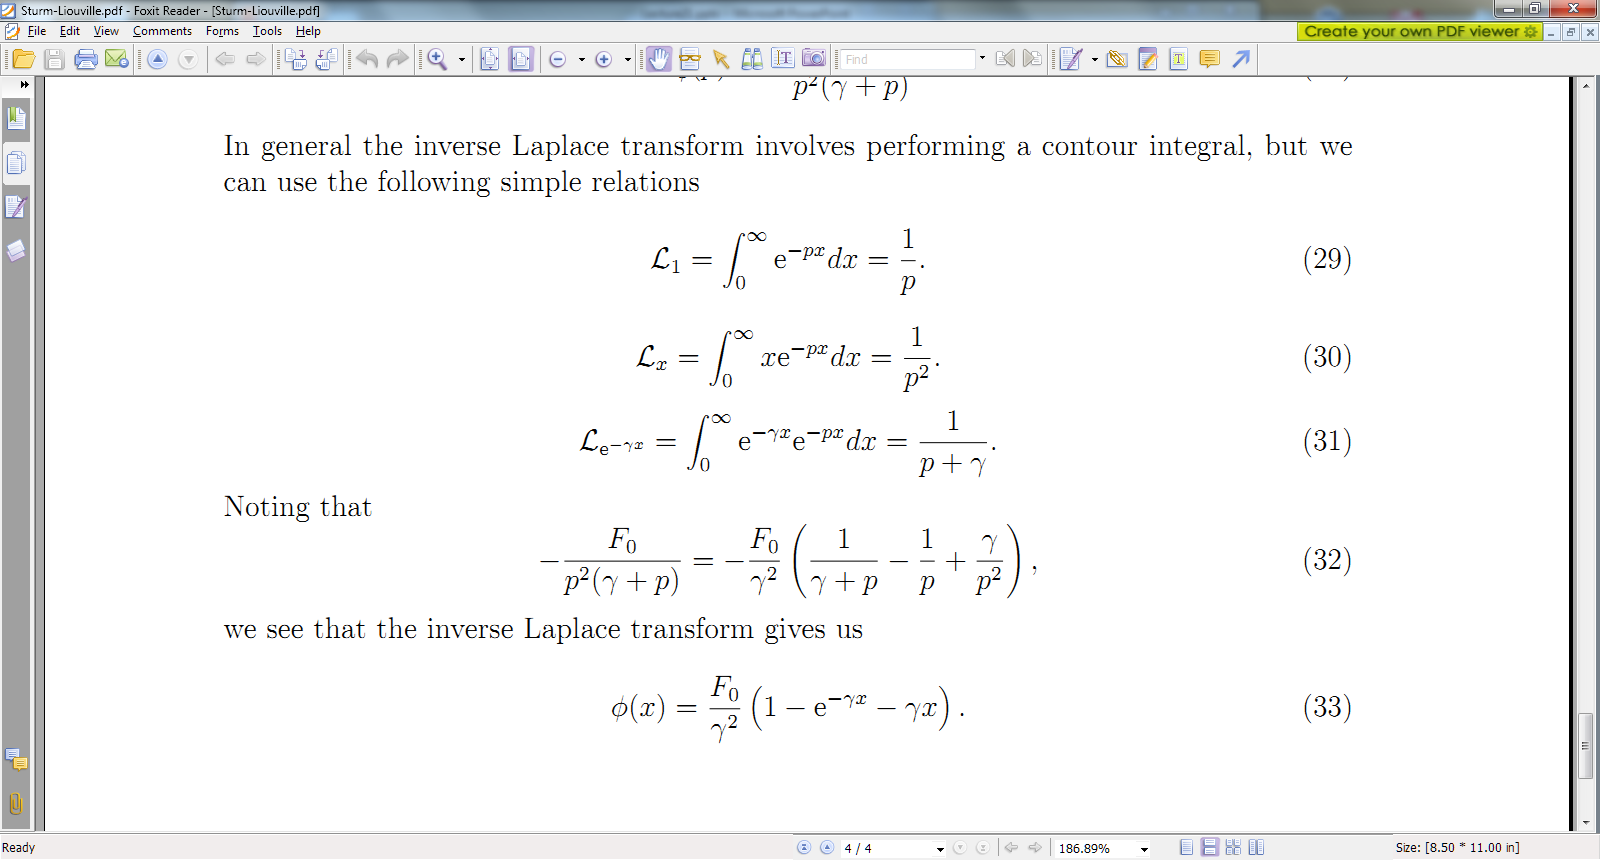 Sturm-Liouville.pdf - Foxit Reader - [Sturm-Liouville.pdf]
File Edit View Comments Forms Tools Help
Create your own PDF viewer
Find
p²(γ + p)
In general the inverse Laplace transform involves performing a contour integral, but we
can use the following simple relations
ℒ₁ = ∫₀^∞ e^{−px} dx = 1/p. (29)
ℒₓ = ∫₀^∞ xe^{−px} dx = 1/p². (30)
ℒ_{e^{−γx}} = ∫₀^∞ e^{−γx}e^{−px} dx = 1/(p + γ). (31)
Noting that
−F₀/(p²(γ + p)) = −F₀/γ² (1/(γ + p) − 1/p + γ/p²), (32)
we see that the inverse Laplace transform gives us
ϕ(x) = F₀/γ² (1 − e^{−γx} − γx). (33)
Ready 4 / 4 186.89% Size: [8.50 * 11.00 in]